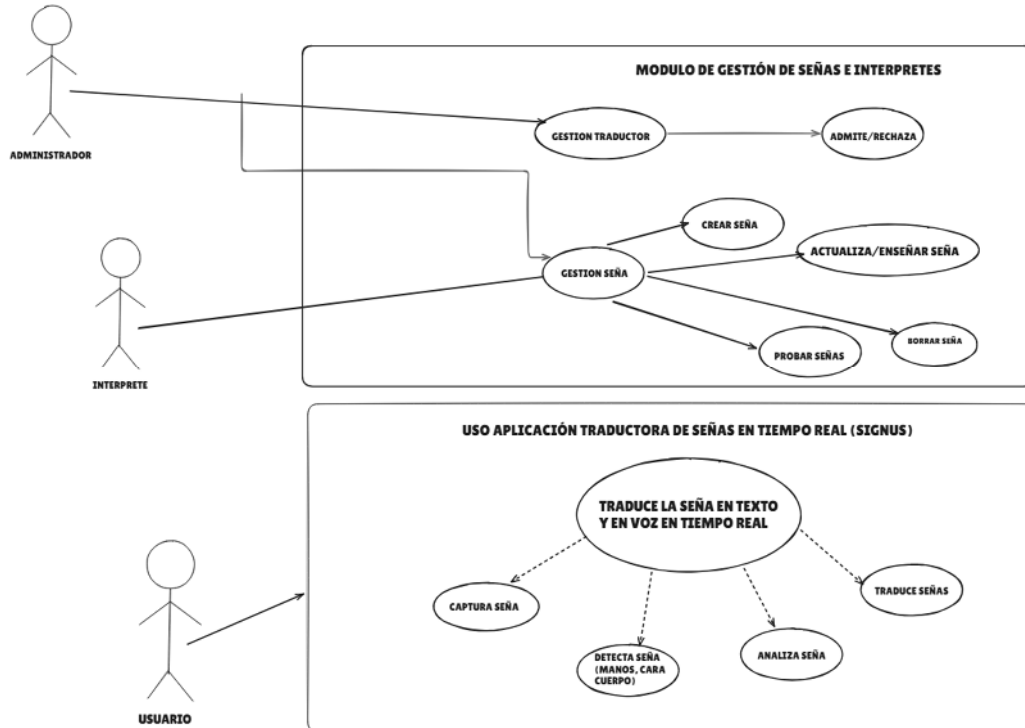 MODULO DE GESTIÓN DE SEÑAS E INTERPRETES
GESTION TRADUCTOR
ADMITE/RECHAZA
ADMINISTRADOR
CREAR SEÑA
ACTUALIZA/ENSEÑAR SEÑA
GESTION SEÑA
BORRAR SEÑA
PROBAR SEÑAS
INTERPRETE
USO APLICACIÓN TRADUCTORA DE SEÑAS EN TIEMPO REAL (SIGNUS)
TRADUCE LA SEÑA EN TEXTO
Y EN VOZ EN TIEMPO REAL
TRADUCE SEÑAS
CAPTURA SEÑA
DETECTA SEÑA
(MANOS, CARA
CUERPO)
ANALIZA SEÑA
USUARIO